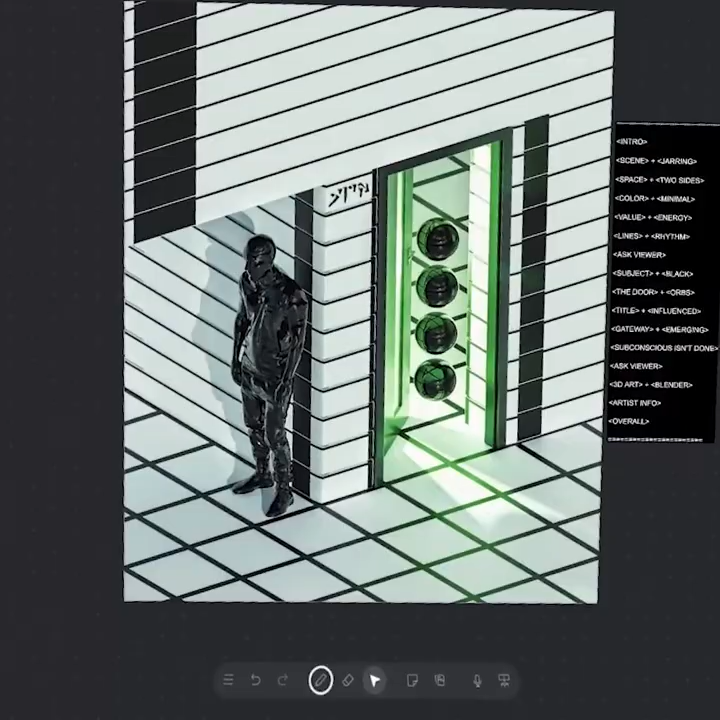 <INTRO>
<SCENE> + <JARRING>
<SPACE> + <TWO SIDES>
<COLOR> + <MINIMAL>
<VALUE> + <ENERGY>
<LINES> + <RHYTHM>
<ASK VIEWER>
<SUBJECT> + <BLACK>
<THE DOOR> + <ORBS>
<TITLE> + <INFLUENCED>
<GATEWAY> + <EMERGING>
<SUBCONSCIOUS ISN'T DONE>
<ASK VIEWER>
<3D ART> + <BLENDER>
<ARTIST INFO>
<OVERALL>